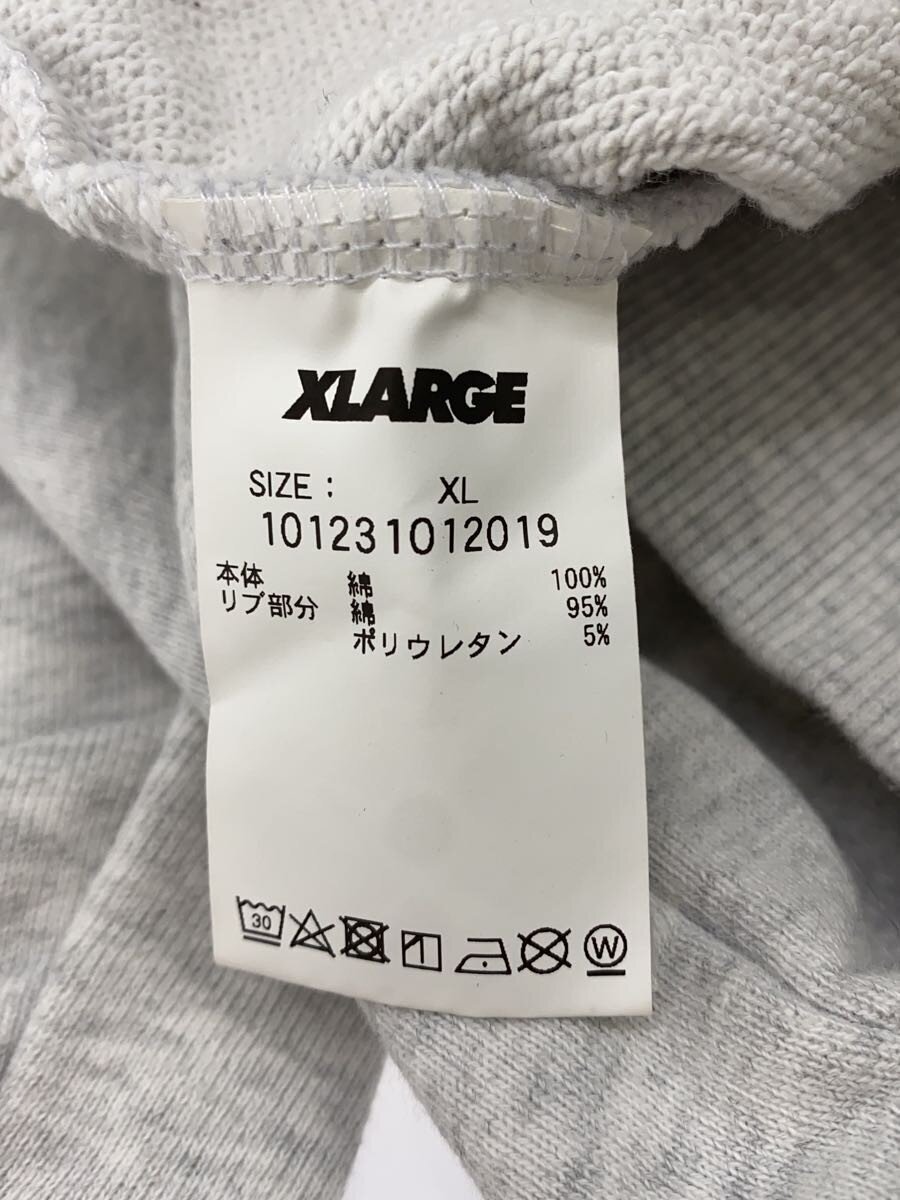 XLARGE
SIZE : XL
101231012019
本体 綿 100%
リブ部分 綿 95%
ポリウレタン 5%
30
W